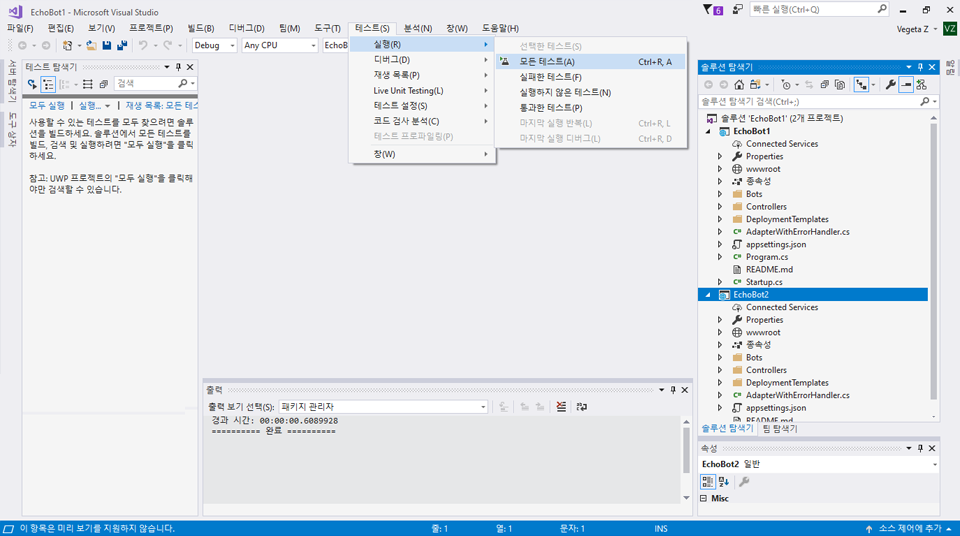 EchoBot1 - Microsoft Visual Studio
6
빠른 실행(Ctrl+Q)
파일(F) 편집(E) 보기(V) 프로젝트(P) 빌드(B) 디버그(D) 팀(M) 도구(T) 테스트(S) 분석(N) 창(W) 도움말(H)
Vegeta Z VZ
Debug Any CPU EchoB
서버 탐색기
도구 상자
알림
테스트 탐색기
검색
모두 실행 | 실행... | 재생 목록: 모든 테스
사용할 수 있는 테스트를 모두 찾으려면 솔루
션을 빌드하세요. 솔루션에서 모든 테스트를
빌드, 검색 및 실행하려면 "모두 실행"을 클릭
하세요.
참고: UWP 프로젝트의 "모두 실행"을 클릭해
야만 검색할 수 있습니다.
실행(R)
디버그(D)
재생 목록(P)
Live Unit Testing(L)
테스트 설정(S)
코드 검사 분석(C)
테스트 프로파일링(P)
창(W)
선택한 테스트(S)
모든 테스트(A) Ctrl+R, A
실패한 테스트(F)
실행하지 않은 테스트(N)
통과한 테스트(P)
마지막 실행 반복(L) Ctrl+R, L
마지막 실행 디버그(L) Ctrl+R, D
출력
출력 보기 선택(S): 패키지 관리자
경과 시간: 00:00:00.6089928
========== 완료 ==========
솔루션 탐색기
솔루션 탐색기 검색(Ctrl+;)
솔루션 'EchoBot1' (2개 프로젝트)
EchoBot1
Connected Services
Properties
wwwroot
종속성
Bots
Controllers
DeploymentTemplates
AdapterWithErrorHandler.cs
appsettings.json
Program.cs
README.md
Startup.cs
EchoBot2
Connected Services
Properties
wwwroot
종속성
Bots
Controllers
DeploymentTemplates
AdapterWithErrorHandler.cs
appsettings.json
README.md
솔루션 탐색기 팀 탐색기
속성
EchoBot2 일반
Misc
이 항목은 미리 보기를 지원하지 않습니다. 줄: 1 열: 1 문자: 1 INS 소스 제어에 추가